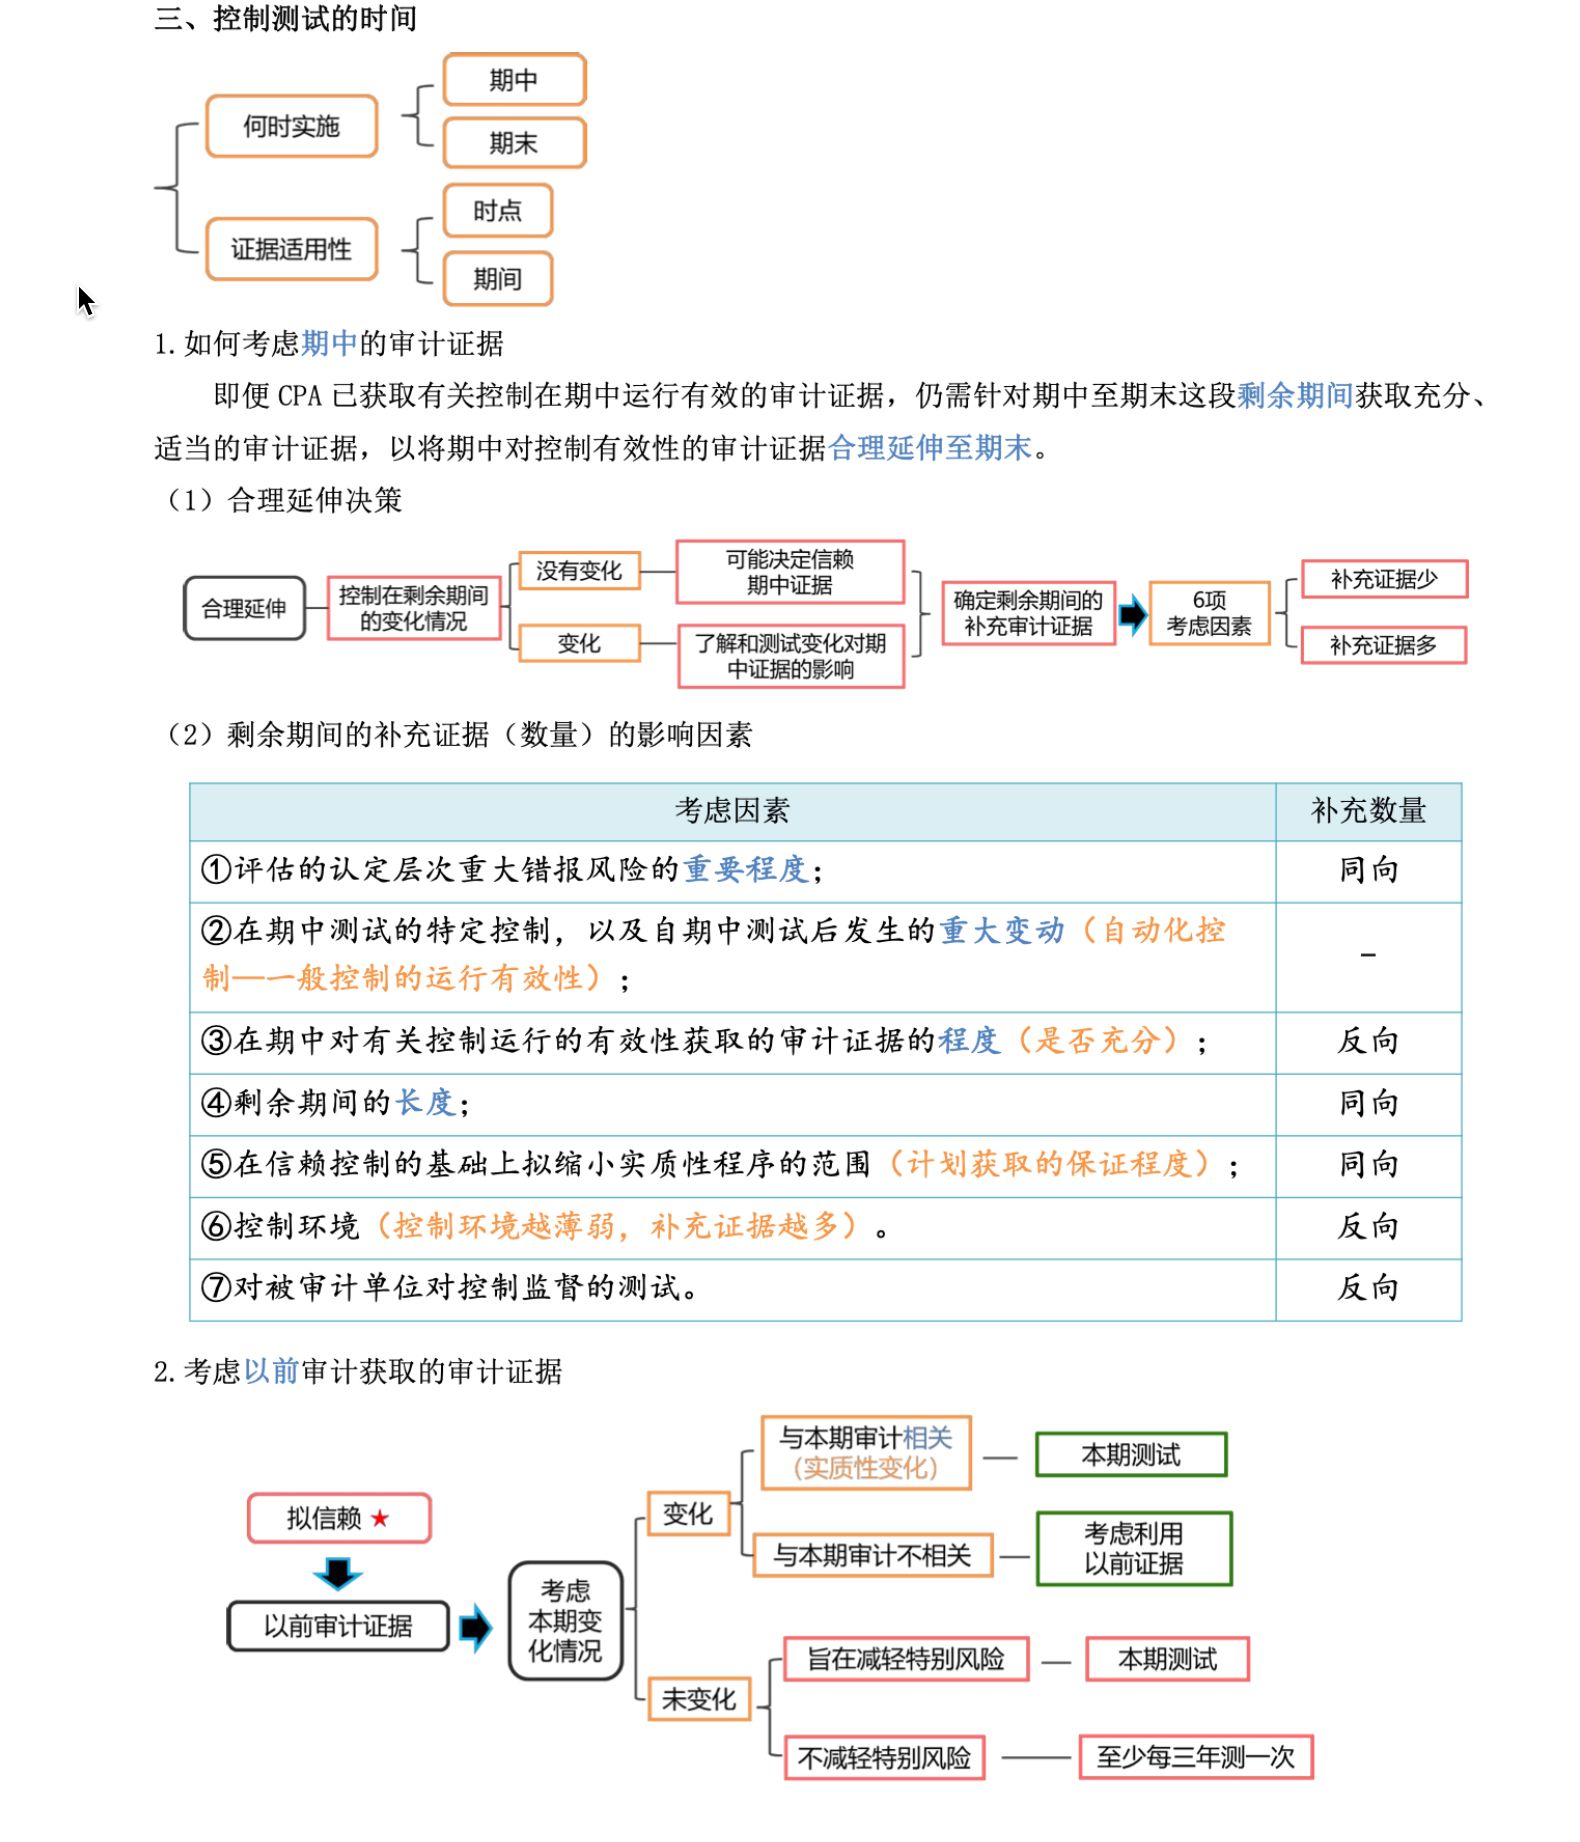 三、控制测试的时间
期中
何时实施
期末
时点
证据适用性
期间
1.如何考虑期中的审计证据
即便 CPA 已获取有关控制在期中运行有效的审计证据，仍需针对期中至期末这段剩余期间获取充分、
适当的审计证据，以将期中对控制有效性的审计证据合理延伸至期末。
（1）合理延伸决策
合理延伸
控制在剩余期间
的变化情况
没有变化
可能决定信赖
期中证据
变化
了解和测试变化对期
中证据的影响
确定剩余期间的
补充审计证据
6项
考虑因素
补充证据少
补充证据多
（2）剩余期间的补充证据（数量）的影响因素
考虑因素 补充数量
①评估的认定层次重大错报风险的重要程度； 同向
②在期中测试的特定控制，以及自期中测试后发生的重大变动（自动化控
制—一般控制的运行有效性）； –
③在期中对有关控制运行的有效性获取的审计证据的程度（是否充分）； 反向
④剩余期间的长度； 同向
⑤在信赖控制的基础上拟缩小实质性程序的范围（计划获取的保证程度）； 同向
⑥控制环境（控制环境越薄弱，补充证据越多）。 反向
⑦对被审计单位对控制监督的测试。 反向
2.考虑以前审计获取的审计证据
拟信赖 ★
以前审计证据
考虑
本期变
化情况
变化
与本期审计相关
（实质性变化）
本期测试
与本期审计不相关
考虑利用
以前证据
未变化
旨在减轻特别风险
本期测试
不减轻特别风险
至少每三年测一次